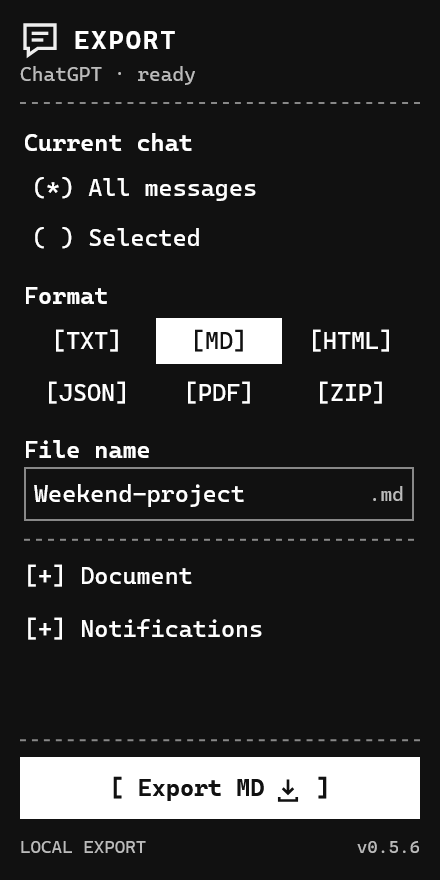 EXPORT
ChatGPT · ready
Current chat
(*) All messages
( ) Selected
Format
[TXT] [MD] [HTML]
[JSON] [PDF] [ZIP]
File name
Weekend-project .md
[+] Document
[+] Notifications
[ Export MD ]
LOCAL EXPORT v0.5.6